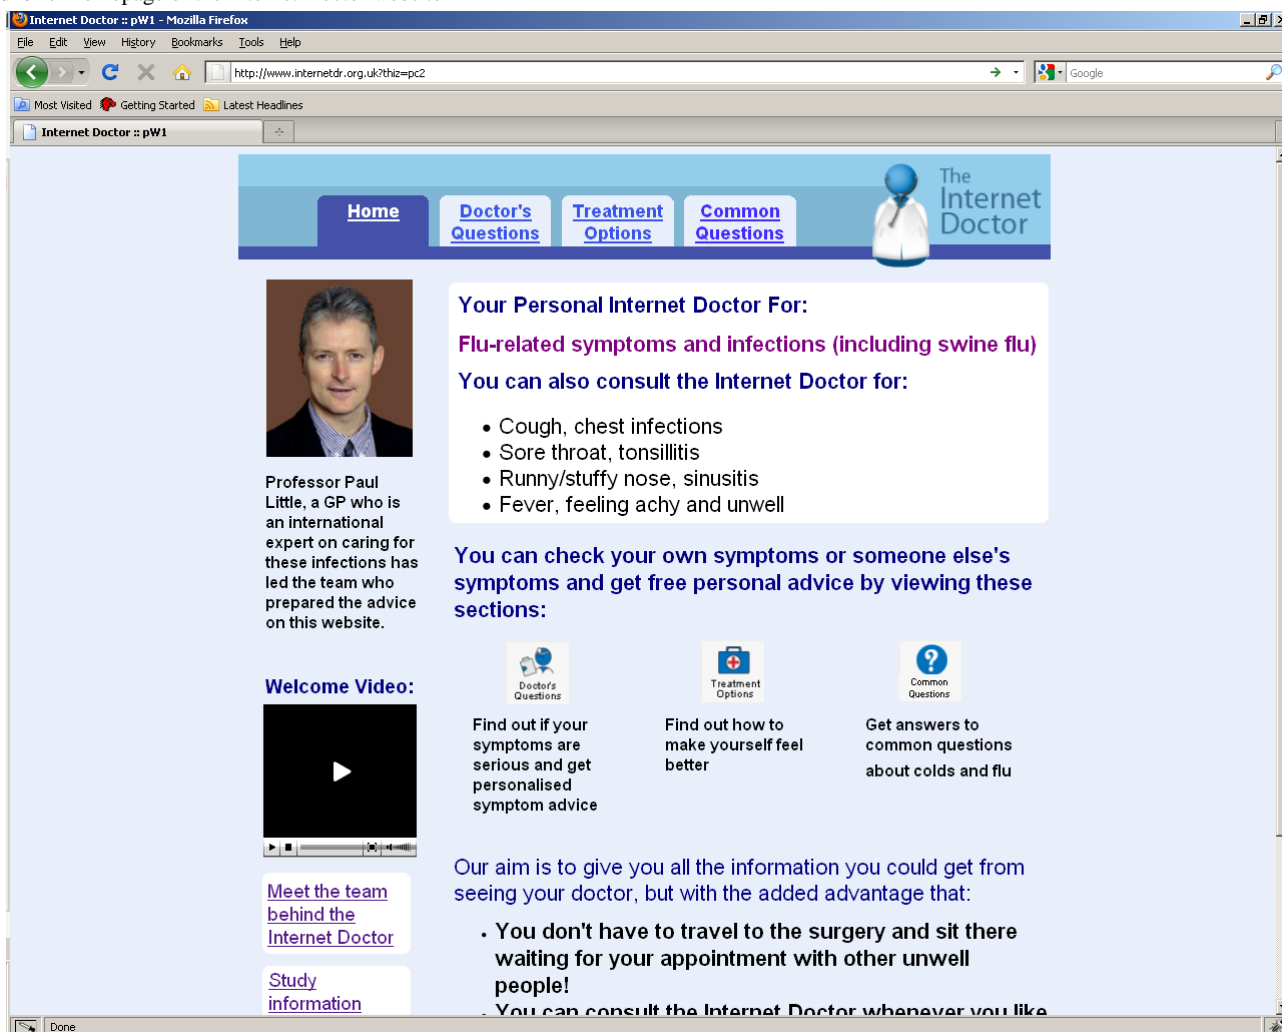 Internet Doctor :: pW1 - Mozilla Firefox
File Edit View History Bookmarks Tools Help
http://www.internetdr.org.uk?thiz=pc2
Google
Most Visited Getting Started Latest Headlines
Internet Doctor :: pW1
Home
Doctor's
Questions
Treatment
Options
Common
Questions
The
Internet
Doctor
Professor Paul
Little, a GP who is
an international
expert on caring for
these infections has
led the team who
prepared the advice
on this website.
Welcome Video:
Meet the team
behind the
Internet Doctor
Study
information
Your Personal Internet Doctor For:
Flu-related symptoms and infections (including swine flu)
You can also consult the Internet Doctor for:
• Cough, chest infections
• Sore throat, tonsillitis
• Runny/stuffy nose, sinusitis
• Fever, feeling achy and unwell
You can check your own symptoms or someone else's
symptoms and get free personal advice by viewing these
sections:
Doctor's
Questions
Find out if your
symptoms are
serious and get
personalised
symptom advice
Treatment
Options
Find out how to
make yourself feel
better
Common
Questions
Get answers to
common questions
about colds and flu
Our aim is to give you all the information you could get from
seeing your doctor, but with the added advantage that:
• You don't have to travel to the surgery and sit there
waiting for your appointment with other unwell
people!
• You can consult the Internet Doctor whenever you like
Done